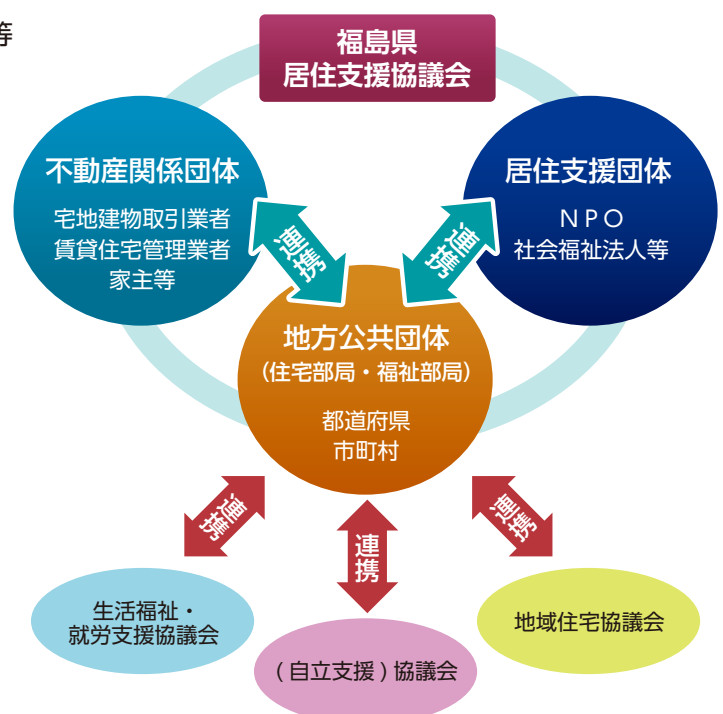 等
福島県
居住支援協議会
不動産関係団体
宅地建物取引業者
賃貸住宅管理業者
家主等
居住支援団体
ＮＰＯ
社会福祉法人等
連携
連携
地方公共団体
(住宅部局・福祉部局)
都道府県
市町村
連携
連携
連携
生活福祉・
就労支援協議会
(自立支援)協議会
地域住宅協議会